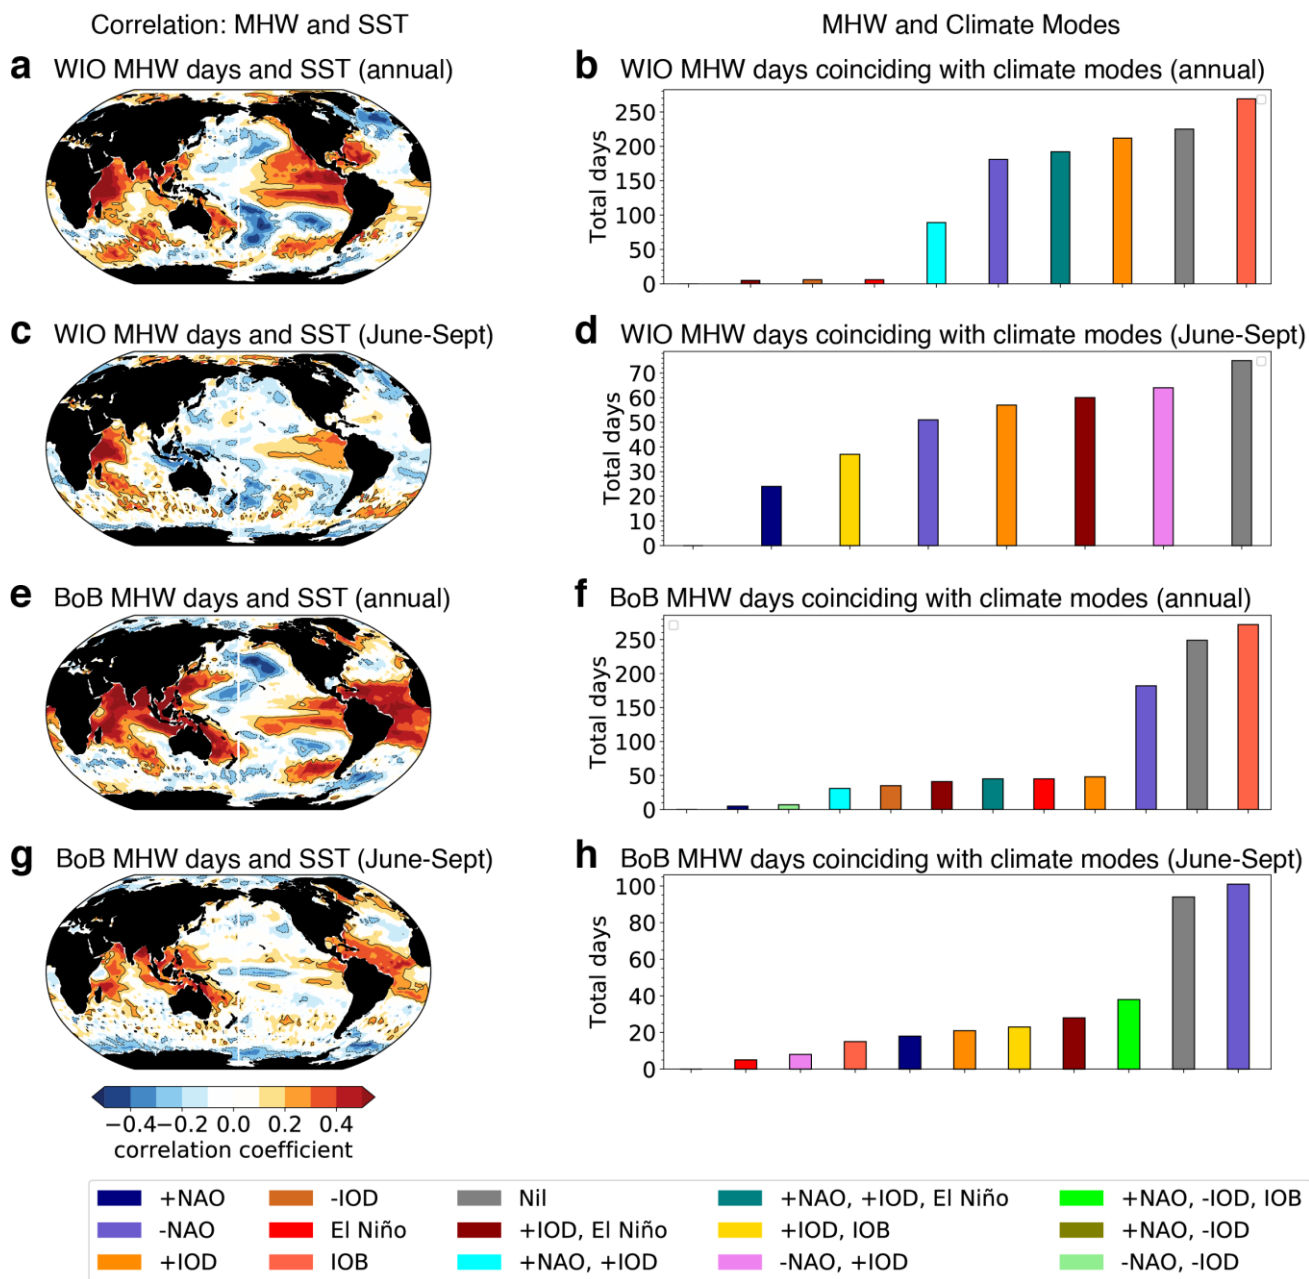 Correlation: MHW and SST
MHW and Climate Modes
a WIO MHW days and SST (annual)
b WIO MHW days coinciding with climate modes (annual)
Total days
250
200
150
100
50
0
c WIO MHW days and SST (June-Sept)
d WIO MHW days coinciding with climate modes (June-Sept)
Total days
70
60
50
40
30
20
10
0
e BoB MHW days and SST (annual)
f BoB MHW days coinciding with climate modes (annual)
Total days
250
200
150
100
50
0
g BoB MHW days and SST (June-Sept)
h BoB MHW days coinciding with climate modes (June-Sept)
Total days
100
80
60
40
20
0
−0.4 −0.2 0.0 0.2 0.4
correlation coefficient
+NAO -IOD Nil +NAO, +IOD, El Niño +NAO, -IOD, IOB
-NAO El Niño +IOD, El Niño +IOD, IOB +NAO, -IOD
+IOD IOB +NAO, +IOD -NAO, +IOD -NAO, -IOD